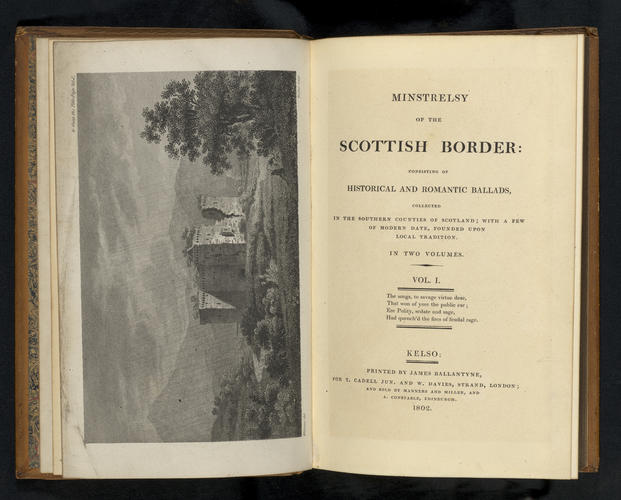 MINSTRELSY
OF THE
SCOTTISH BORDER:
CONSISTING OF
HISTORICAL AND ROMANTIC BALLADS,
COLLECTED
IN THE SOUTHERN COUNTIES OF SCOTLAND; WITH A FEW
OF MODERN DATE, FOUNDED UPON
LOCAL TRADITION.
IN TWO VOLUMES.
VOL. I.
The songs, to savage virtue dear,
That won of yore the public ear;
Ere Polity, sedate and sage,
Had quench'd the fires of feudal rage.
KELSO:
PRINTED BY JAMES BALLANTYNE,
FOR T. CADELL JUN. AND W. DAVIES, STRAND, LONDON;
AND SOLD BY MANNERS AND MILLER, AND
A. CONSTABLE, EDINBURGH.
1802.